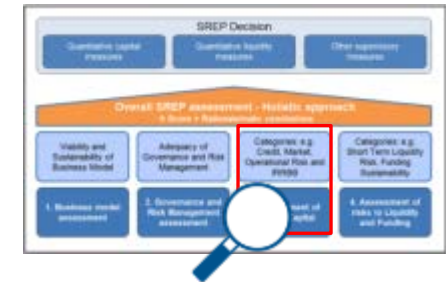 SREP Decision
Quantitative capital
measures
Quantitative liquidity
measures
Other supervisory
measures
Overall SREP assessment - Holistic approach
Viability and
Sustainability of
Business Model
Adequacy of
Governance and Risk
Management
Categories: e.g.
Credit, Market,
Operational Risk and
IRRBB
Categories: e.g.
Short Term Liquidity
Risk, Funding
Sustainability
1. Business model
assessment
2. Governance and
Risk Management
assessment
of
Capital
4. Assessment of
risks to Liquidity
and Funding